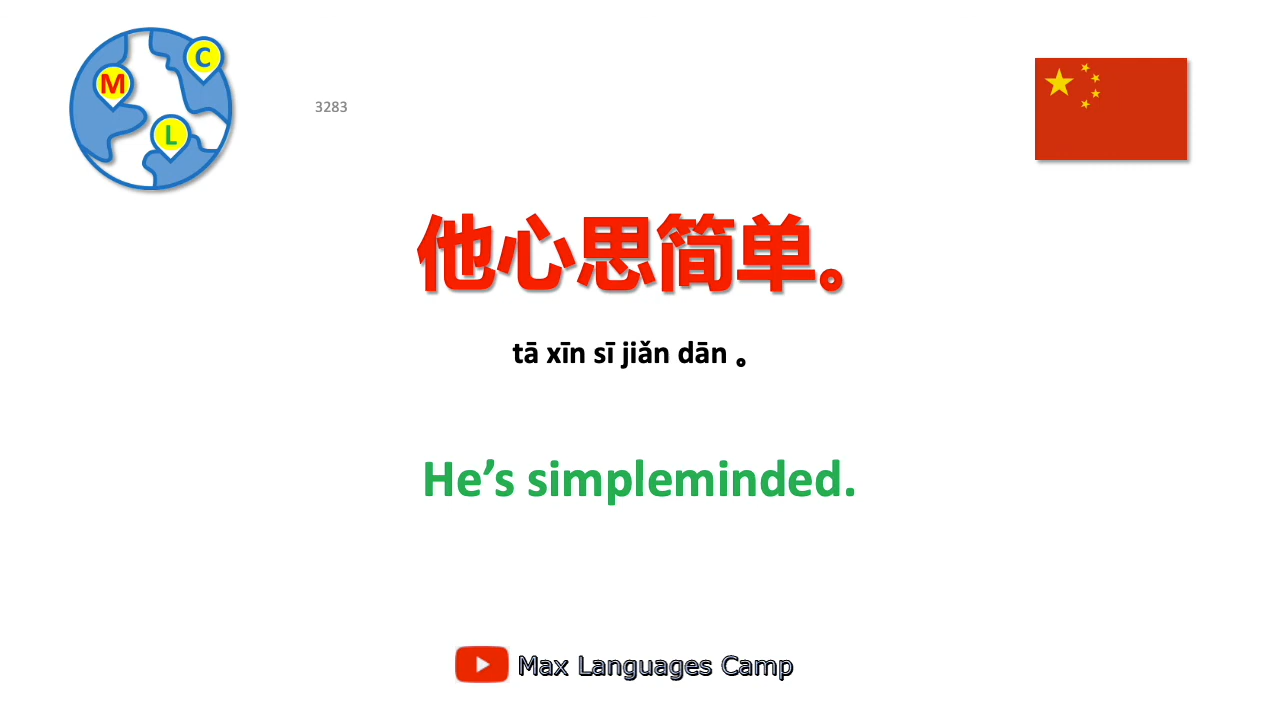 M
C
L
3283
他心思简单。
tā xīn sī jiǎn dān 。
He’s simpleminded.
Max Languages Camp